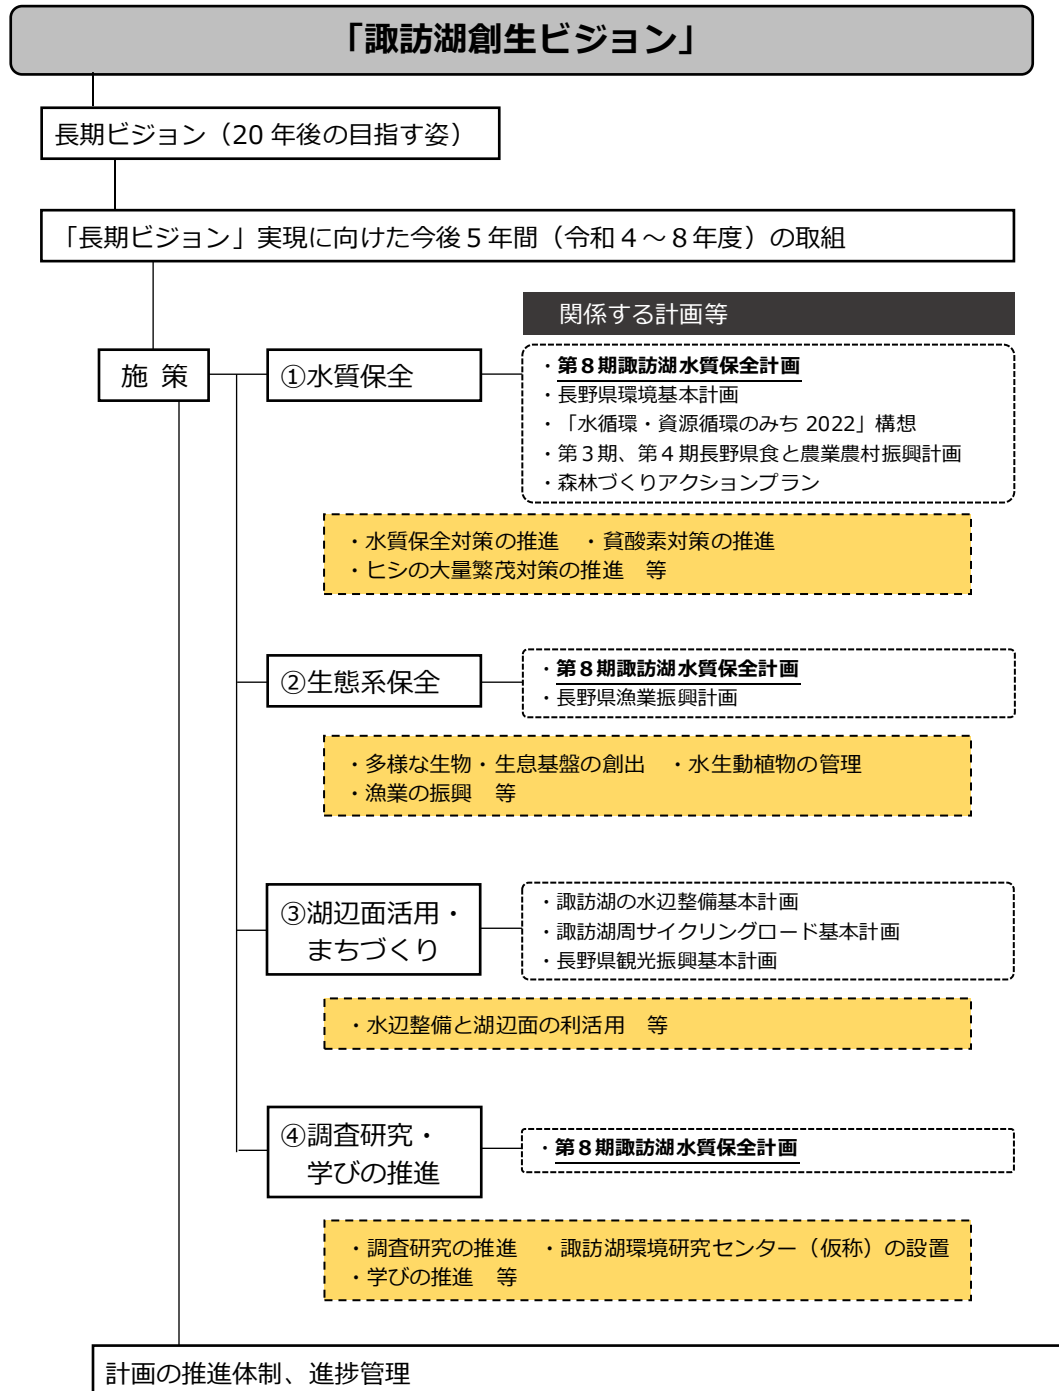 「諏訪湖創生ビジョン」
長期ビジョン（20 年後の目指す姿）
「長期ビジョン」実現に向けた今後５年間（令和４～８年度）の取組
関係する計画等
施 策
①水質保全
・第８期諏訪湖水質保全計画
・長野県環境基本計画
・「水循環・資源循環のみち 2022」構想
・第３期、第４期長野県食と農業農村振興計画
・森林づくりアクションプラン
・水質保全対策の推進　・貧酸素対策の推進
・ヒシの大量繁茂対策の推進　等
②生態系保全
・第８期諏訪湖水質保全計画
・長野県漁業振興計画
・多様な生物・生息基盤の創出　・水生動植物の管理
・漁業の振興　等
③湖辺面活用・
まちづくり
・諏訪湖の水辺整備基本計画
・諏訪湖周サイクリングロード基本計画
・長野県観光振興基本計画
・水辺整備と湖辺面の利活用　等
④調査研究・
学びの推進
・第８期諏訪湖水質保全計画
・調査研究の推進　・諏訪湖環境研究センター（仮称）の設置
・学びの推進　等
計画の推進体制、進捗管理